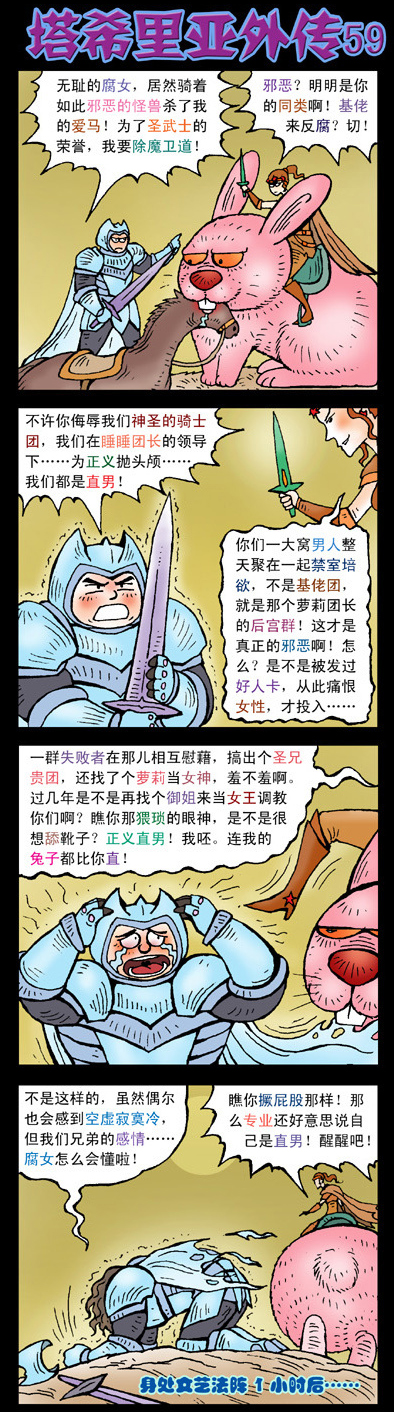 塔希里亚外传59
无耻的腐女，居然骑着
如此邪恶的怪兽杀了我
的爱马！为了圣武士的
荣誉，我要除魔卫道！
邪恶？明明是你
的同类啊！基佬
来反腐？切！
不许你侮辱我们神圣的骑士
团，我们在睡睡团长的领导
下……为正义抛头颅……
我们都是直男！
你们一大窝男人整
天聚在一起禁室培
欲，不是基佬团，
就是那个萝莉团长
的后宫群！这才是
真正的邪恶啊！怎
么？是不是被发过
好人卡，从此痛恨
女性，才投入……
一群失败者在那儿相互慰藉，搞出个圣兄
贵团，还找了个萝莉当女神，羞不羞啊。
过几年是不是再找个御姐来当女王调教
你们啊？瞧你那猥琐的眼神，是不是很
想舔靴子？正义直男！我呸。连我的
兔子都比你直！
不是这样的，虽然偶尔
也会感到空虚寂寞冷，
但我们兄弟的感情……
腐女怎么会懂啦！
瞧你撅屁股那样！那
么专业还好意思说自
己是直男！醒醒吧！
身处文艺法阵1小时后……